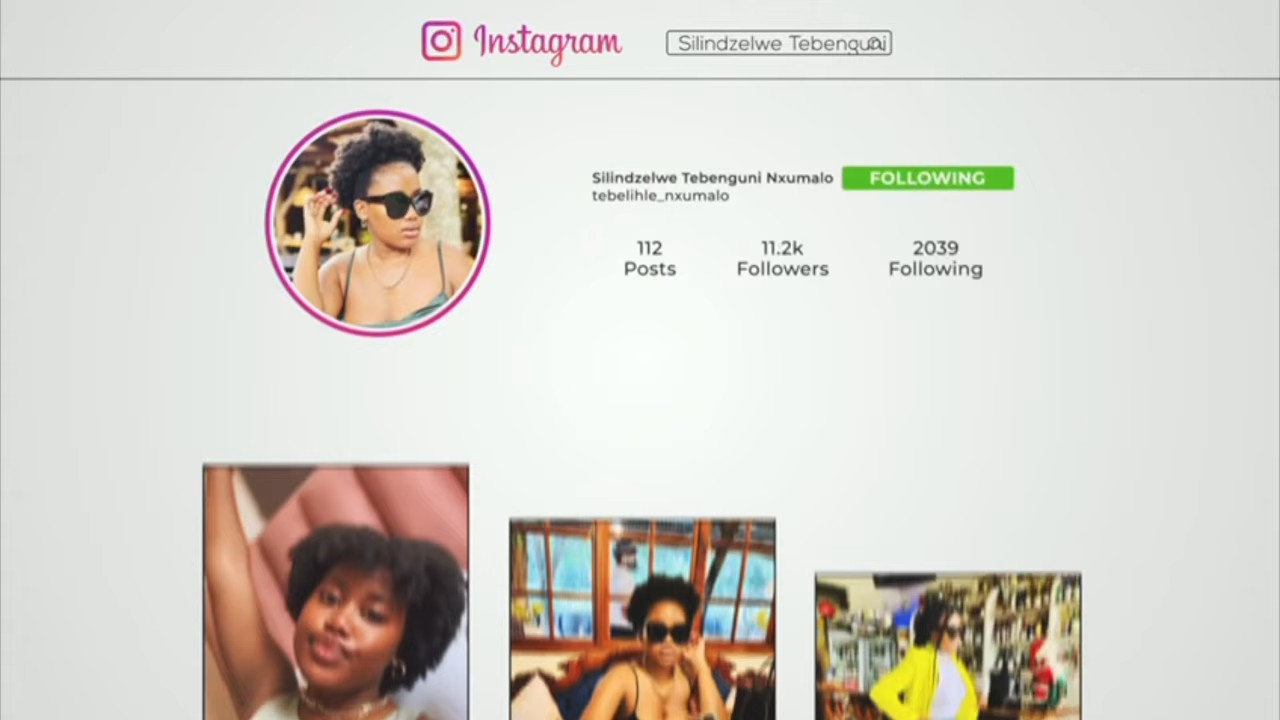 Instagram
Silindzelwe Tebenguni
Silindzelwe Tebenguni Nxumalo
FOLLOWING
tebelihle_nxumalo
112
11.2k
2039
Posts
Followers
Following